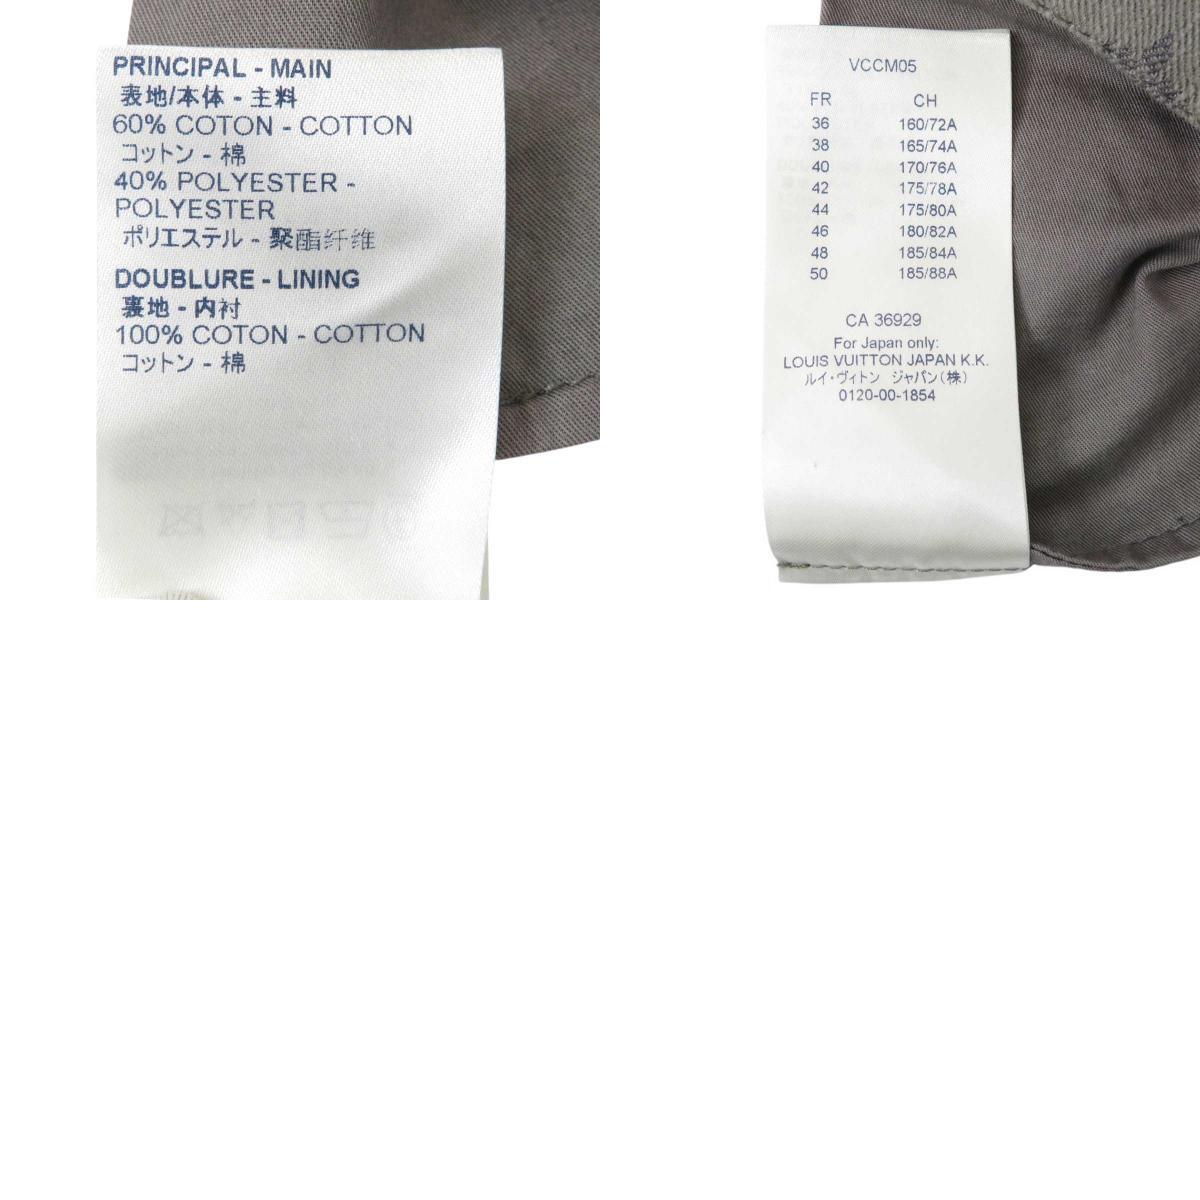 PRINCIPAL - MAIN
表地/本体 - 主料
60% COTON - COTTON
コットン - 棉
40% POLYESTER -
POLYESTER
ポリエステル - 聚酯纤维
DOUBLURE - LINING
裏地 - 内衬
100% COTON - COTTON
コットン - 棉
VCCM05
FR CH
36 160/72A
38 165/74A
40 170/76A
42 175/78A
44 175/80A
46 180/82A
48 185/84A
50 185/88A
CA 36929
For Japan only:
LOUIS VUITTON JAPAN K.K.
ルイ・ヴィトン ジャパン(株)
0120-00-1854